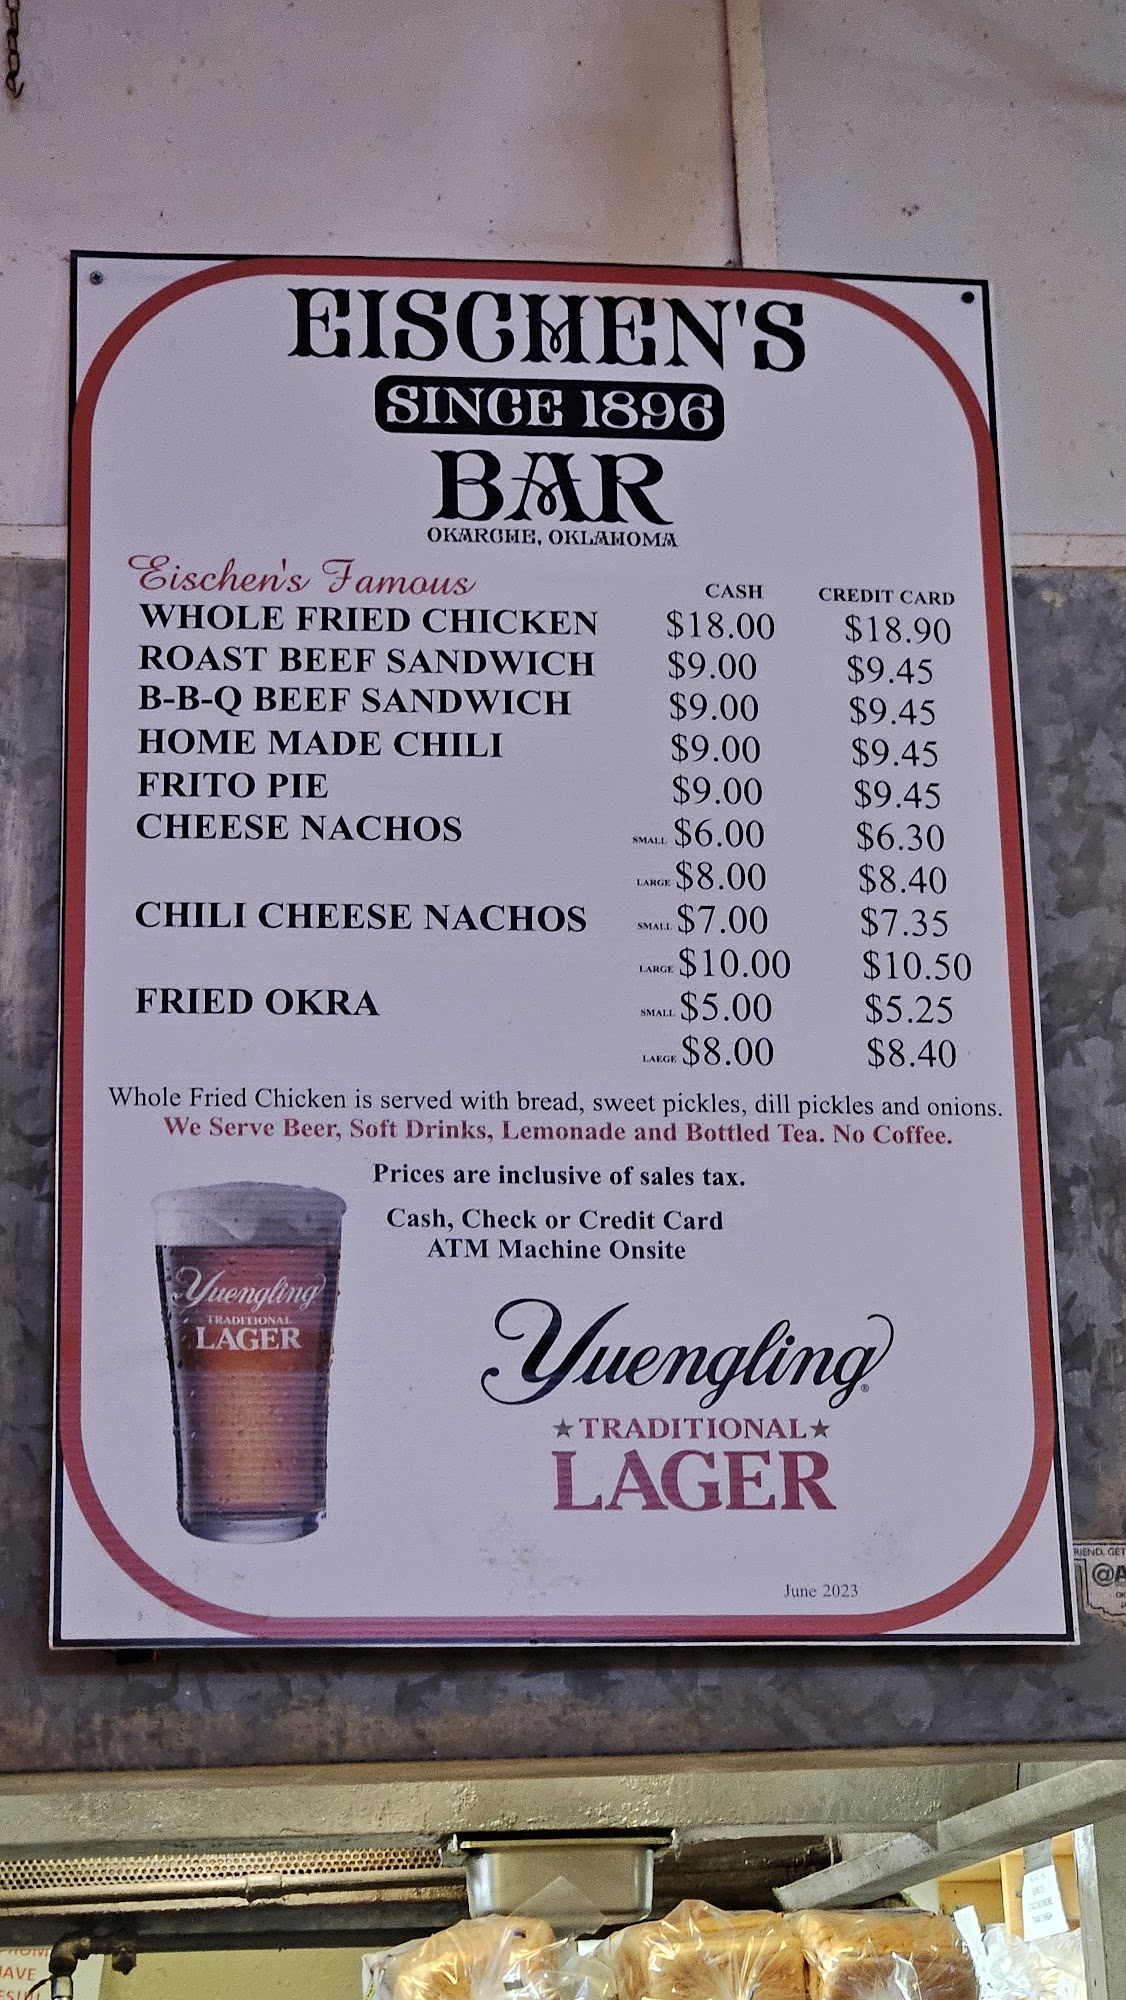 EISCHEN'S
SINCE 1896
BAR
OKARCHE, OKLAHOMA
Eischen's Famous CASH CREDIT CARD
WHOLE FRIED CHICKEN $18.00 $18.90
ROAST BEEF SANDWICH $9.00 $9.45
B-B-Q BEEF SANDWICH $9.00 $9.45
HOME MADE CHILI $9.00 $9.45
FRITO PIE $9.00 $9.45
CHEESE NACHOS SMALL $6.00 $6.30
LARGE $8.00 $8.40
CHILI CHEESE NACHOS SMALL $7.00 $7.35
LARGE $10.00 $10.50
FRIED OKRA SMALL $5.00 $5.25
LAEGE $8.00 $8.40
Whole Fried Chicken is served with bread, sweet pickles, dill pickles and onions.
We Serve Beer, Soft Drinks, Lemonade and Bottled Tea. No Coffee.
Prices are inclusive of sales tax.
Cash, Check or Credit Card
ATM Machine Onsite
Yuengling
TRADITIONAL
LAGER
Yuengling®
★TRADITIONAL★
LAGER
June 2023
RIEND, GET
@A